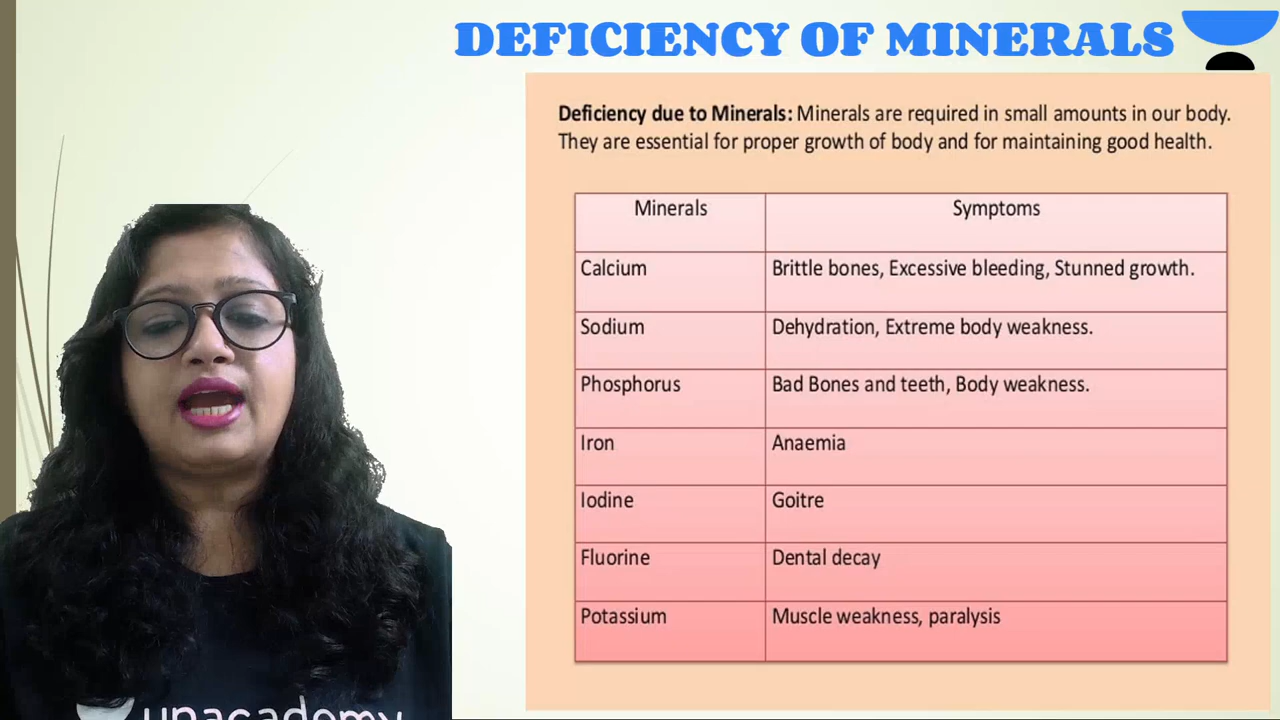 DEFICIENCY OF MINERALS
Deficiency due to Minerals: Minerals are required in small amounts in our body.
They are essential for proper growth of body and for maintaining good health.
Minerals Symptoms
Calcium Brittle bones, Excessive bleeding, Stunned growth.
Sodium Dehydration, Extreme body weakness.
Phosphorus Bad Bones and teeth, Body weakness.
Iron Anaemia
Iodine Goitre
Fluorine Dental decay
Potassium Muscle weakness, paralysis
unacademy